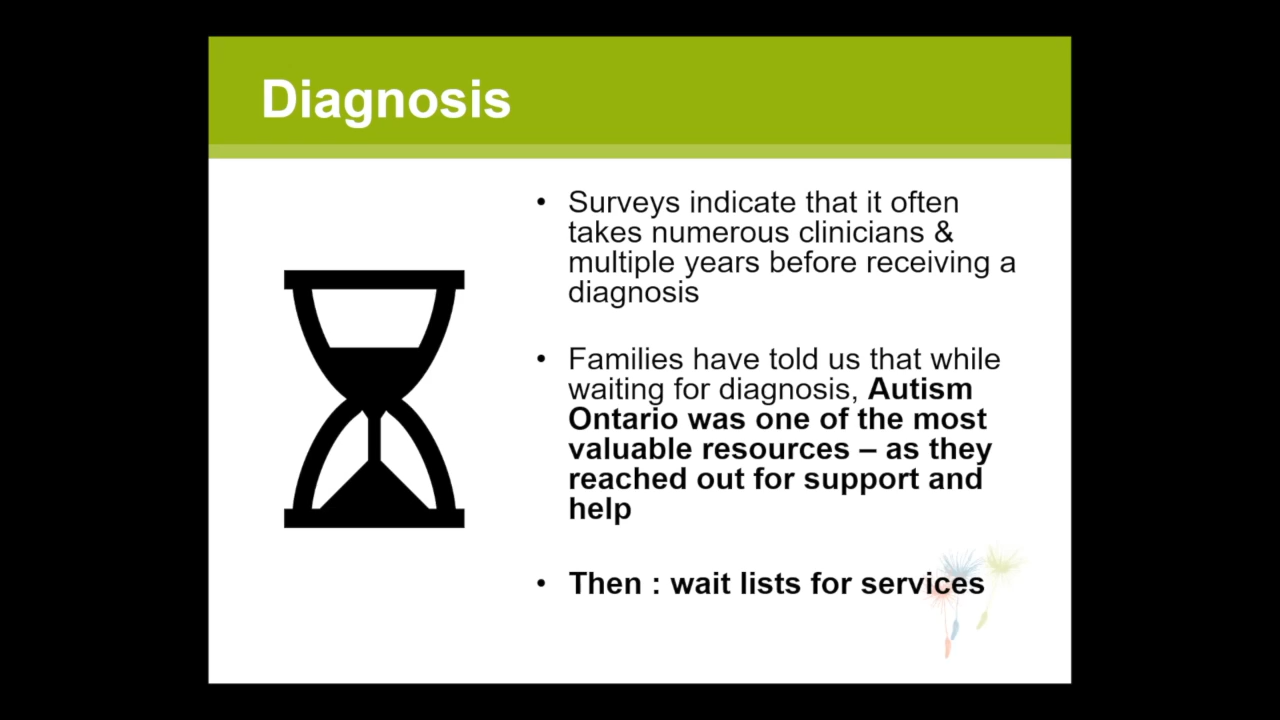 Diagnosis
• Surveys indicate that it often
takes numerous clinicians &
multiple years before receiving a
diagnosis
• Families have told us that while
waiting for diagnosis, Autism
Ontario was one of the most
valuable resources – as they
reached out for support and
help
• Then : wait lists for services